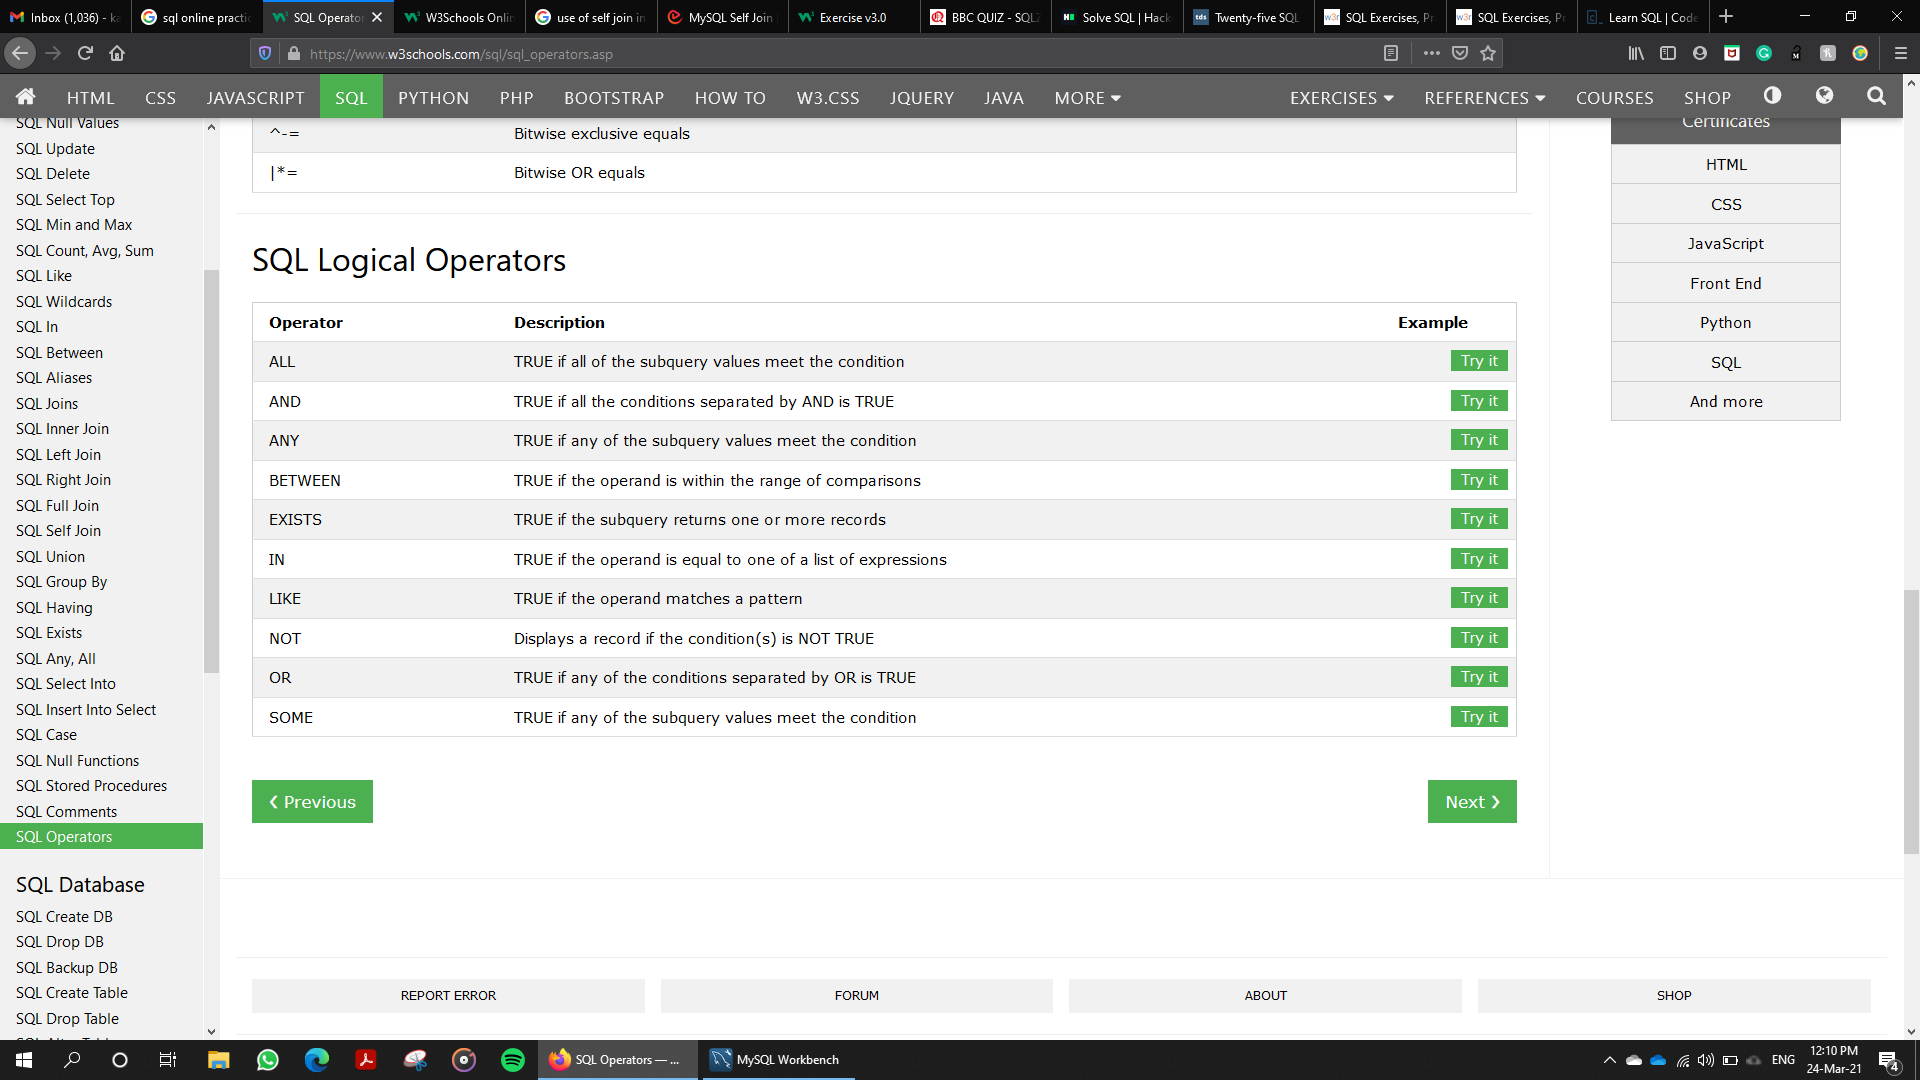 Inbox (1,036) - ka
sql online practic
SQL Operator
W3Schools Onlin
use of self join in
MySQL Self Join
Exercise v3.0
BBC QUIZ - SQLZ
Solve SQL | Hack
Twenty-five SQL
SQL Exercises, Pr
SQL Exercises, Pr
Learn SQL | Code
https://www.w3schools.com/sql/sql_operators.asp
HTML CSS JAVASCRIPT SQL PYTHON PHP BOOTSTRAP HOW TO W3.CSS JQUERY JAVA MORE EXERCISES REFERENCES COURSES SHOP
SQL Null Values
SQL Update
SQL Delete
SQL Select Top
SQL Min and Max
SQL Count, Avg, Sum
SQL Like
SQL Wildcards
SQL In
SQL Between
SQL Aliases
SQL Joins
SQL Inner Join
SQL Left Join
SQL Right Join
SQL Full Join
SQL Self Join
SQL Union
SQL Group By
SQL Having
SQL Exists
SQL Any, All
SQL Select Into
SQL Insert Into Select
SQL Case
SQL Null Functions
SQL Stored Procedures
SQL Comments
SQL Operators
SQL Database
SQL Create DB
SQL Drop DB
SQL Backup DB
SQL Create Table
SQL Drop Table
^-= Bitwise exclusive equals
|*= Bitwise OR equals
SQL Logical Operators
Operator Description Example
ALL TRUE if all of the subquery values meet the condition Try it
AND TRUE if all the conditions separated by AND is TRUE Try it
ANY TRUE if any of the subquery values meet the condition Try it
BETWEEN TRUE if the operand is within the range of comparisons Try it
EXISTS TRUE if the subquery returns one or more records Try it
IN TRUE if the operand is equal to one of a list of expressions Try it
LIKE TRUE if the operand matches a pattern Try it
NOT Displays a record if the condition(s) is NOT TRUE Try it
OR TRUE if any of the conditions separated by OR is TRUE Try it
SOME TRUE if any of the subquery values meet the condition Try it
❮ Previous Next ❯
Certificates
HTML
CSS
JavaScript
Front End
Python
SQL
And more
REPORT ERROR FORUM ABOUT SHOP
SQL Operators — ...
MySQL Workbench
ENG
12:10 PM
24-Mar-21
4